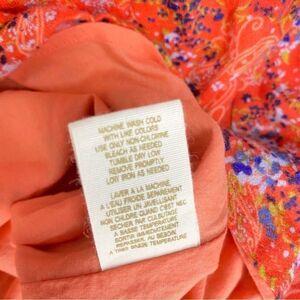 MACHINE WASH COLD
WITH LIKE COLORS
USE ONLY NON-CHLORINE
BLEACH AS NEEDED
TUMBLE DRY LOW
REMOVE PROMPTLY
LOW IRON AS NEEDED
LAVER A LA MACHINE
A L'EAU FROIDE SEPAREMENT
UTILISER UN JAVELLISANT
NON CHLORE QUAND C'EST NEC
SECHER PAR CULBUTAGE
A BASSE TEMPERATURE
SORTIR IMMEDIATEMENT
REPASSER, AU BESOIN
A TRES BASSE TEMPERATURE